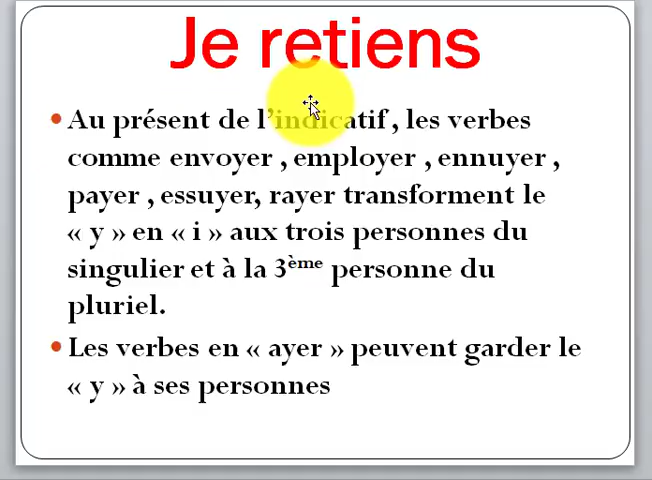 Je retiens
• Au présent de l'indicatif , les verbes
comme envoyer , employer , ennuyer ,
payer , essuyer, rayer transforment le
« y » en « i » aux trois personnes du
singulier et à la 3ème personne du
pluriel.
• Les verbes en « ayer » peuvent garder le
« y » à ses personnes